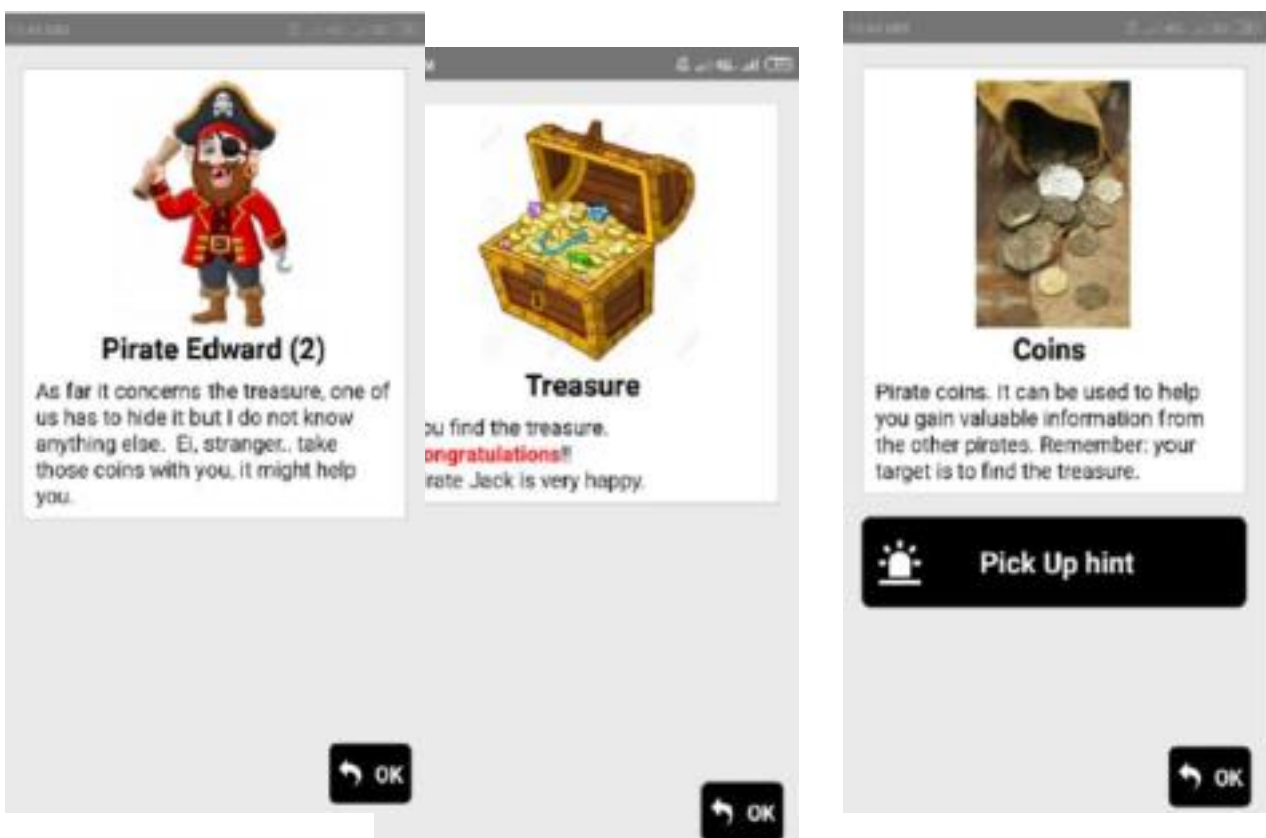 Pirate Edward (2)
As far it concerns the treasure, one of
us has to hide it but I do not know
anything else. Ei, stranger.. take
those coins with you, it might help
you.
OK
Treasure
ou find the treasure.
ongratulations!!
rate Jack is very happy.
OK
Coins
Pirate coins. It can be used to help
you gain valuable information from
the other pirates. Remember: your
target is to find the treasure.
Pick Up hint
OK